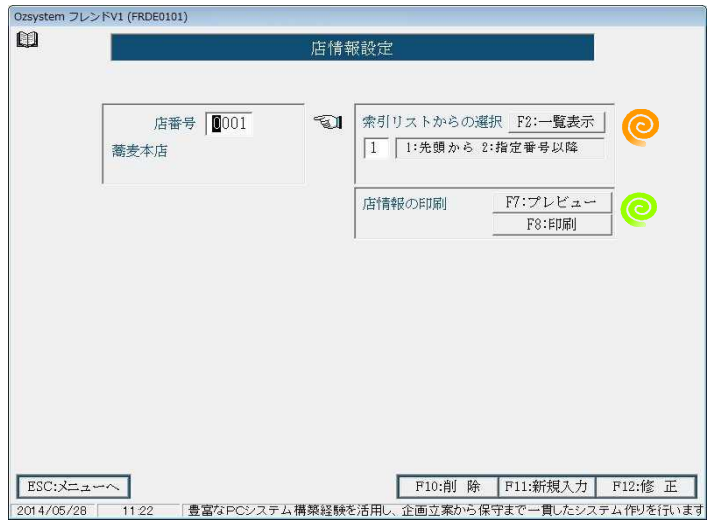 Ozsystem フレンドV1 (FRDE0101)
店情報設定
店番号 0001
蕎麦本店
索引リストからの選択 F2:一覧表示
1 1:先頭から 2:指定番号以降
店情報の印刷 F7:プレビュー
F8:印刷
ESC:メニューへ F10:削 除 F11:新規入力 F12:修 正
2014/05/28 11:22 豊富なPCシステム構築経験を活用し、企画立案から保守まで一貫したシステム作りを行います